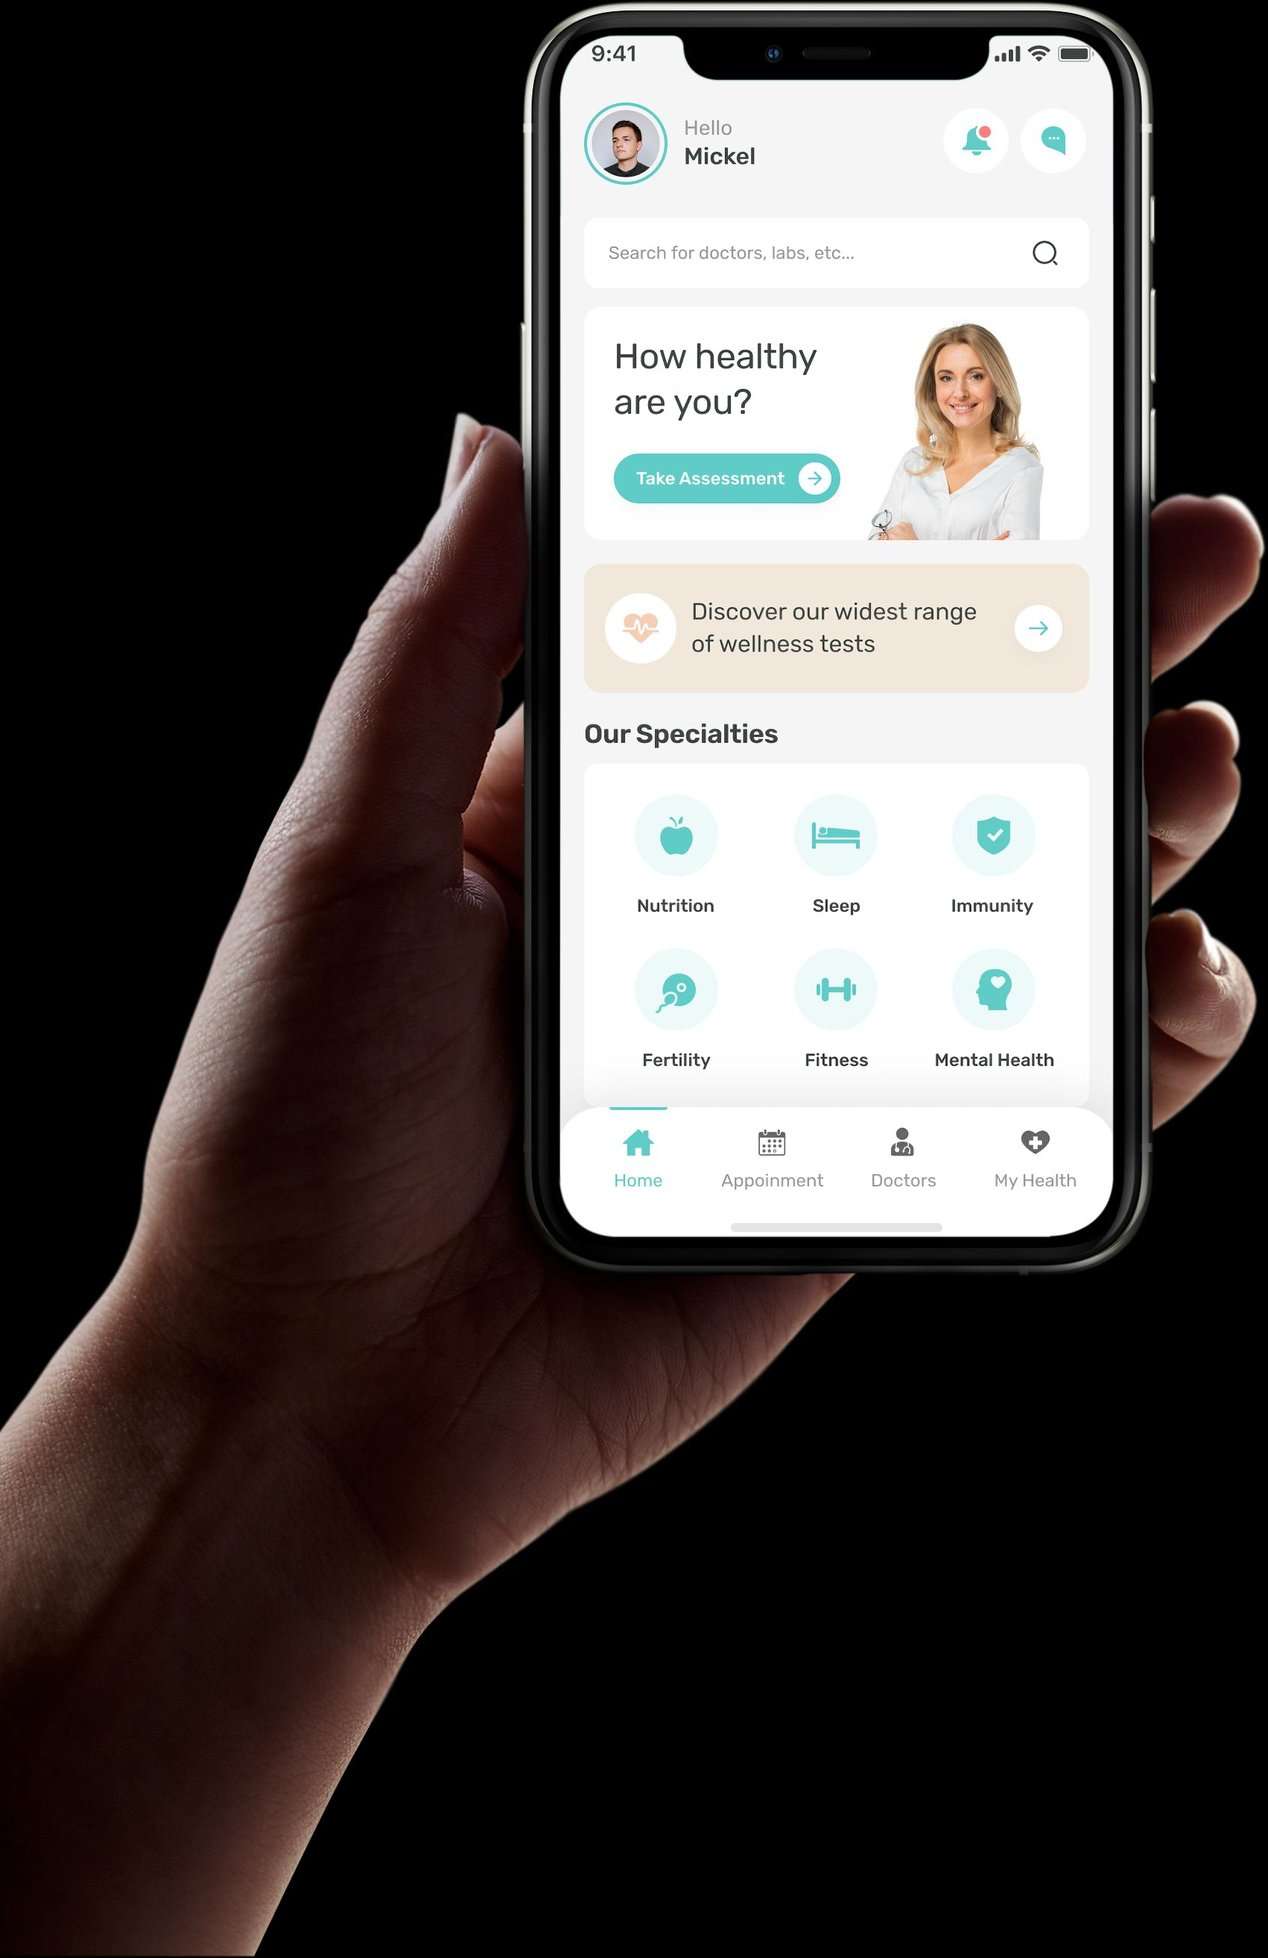 9:41
Hello
Mickel
Search for doctors, labs, etc...
How healthy
are you?
Take Assessment
Discover our widest range
of wellness tests
Our Specialties
Nutrition
Sleep
Immunity
Fertility
Fitness
Mental Health
Home
Appoinment
Doctors
My Health